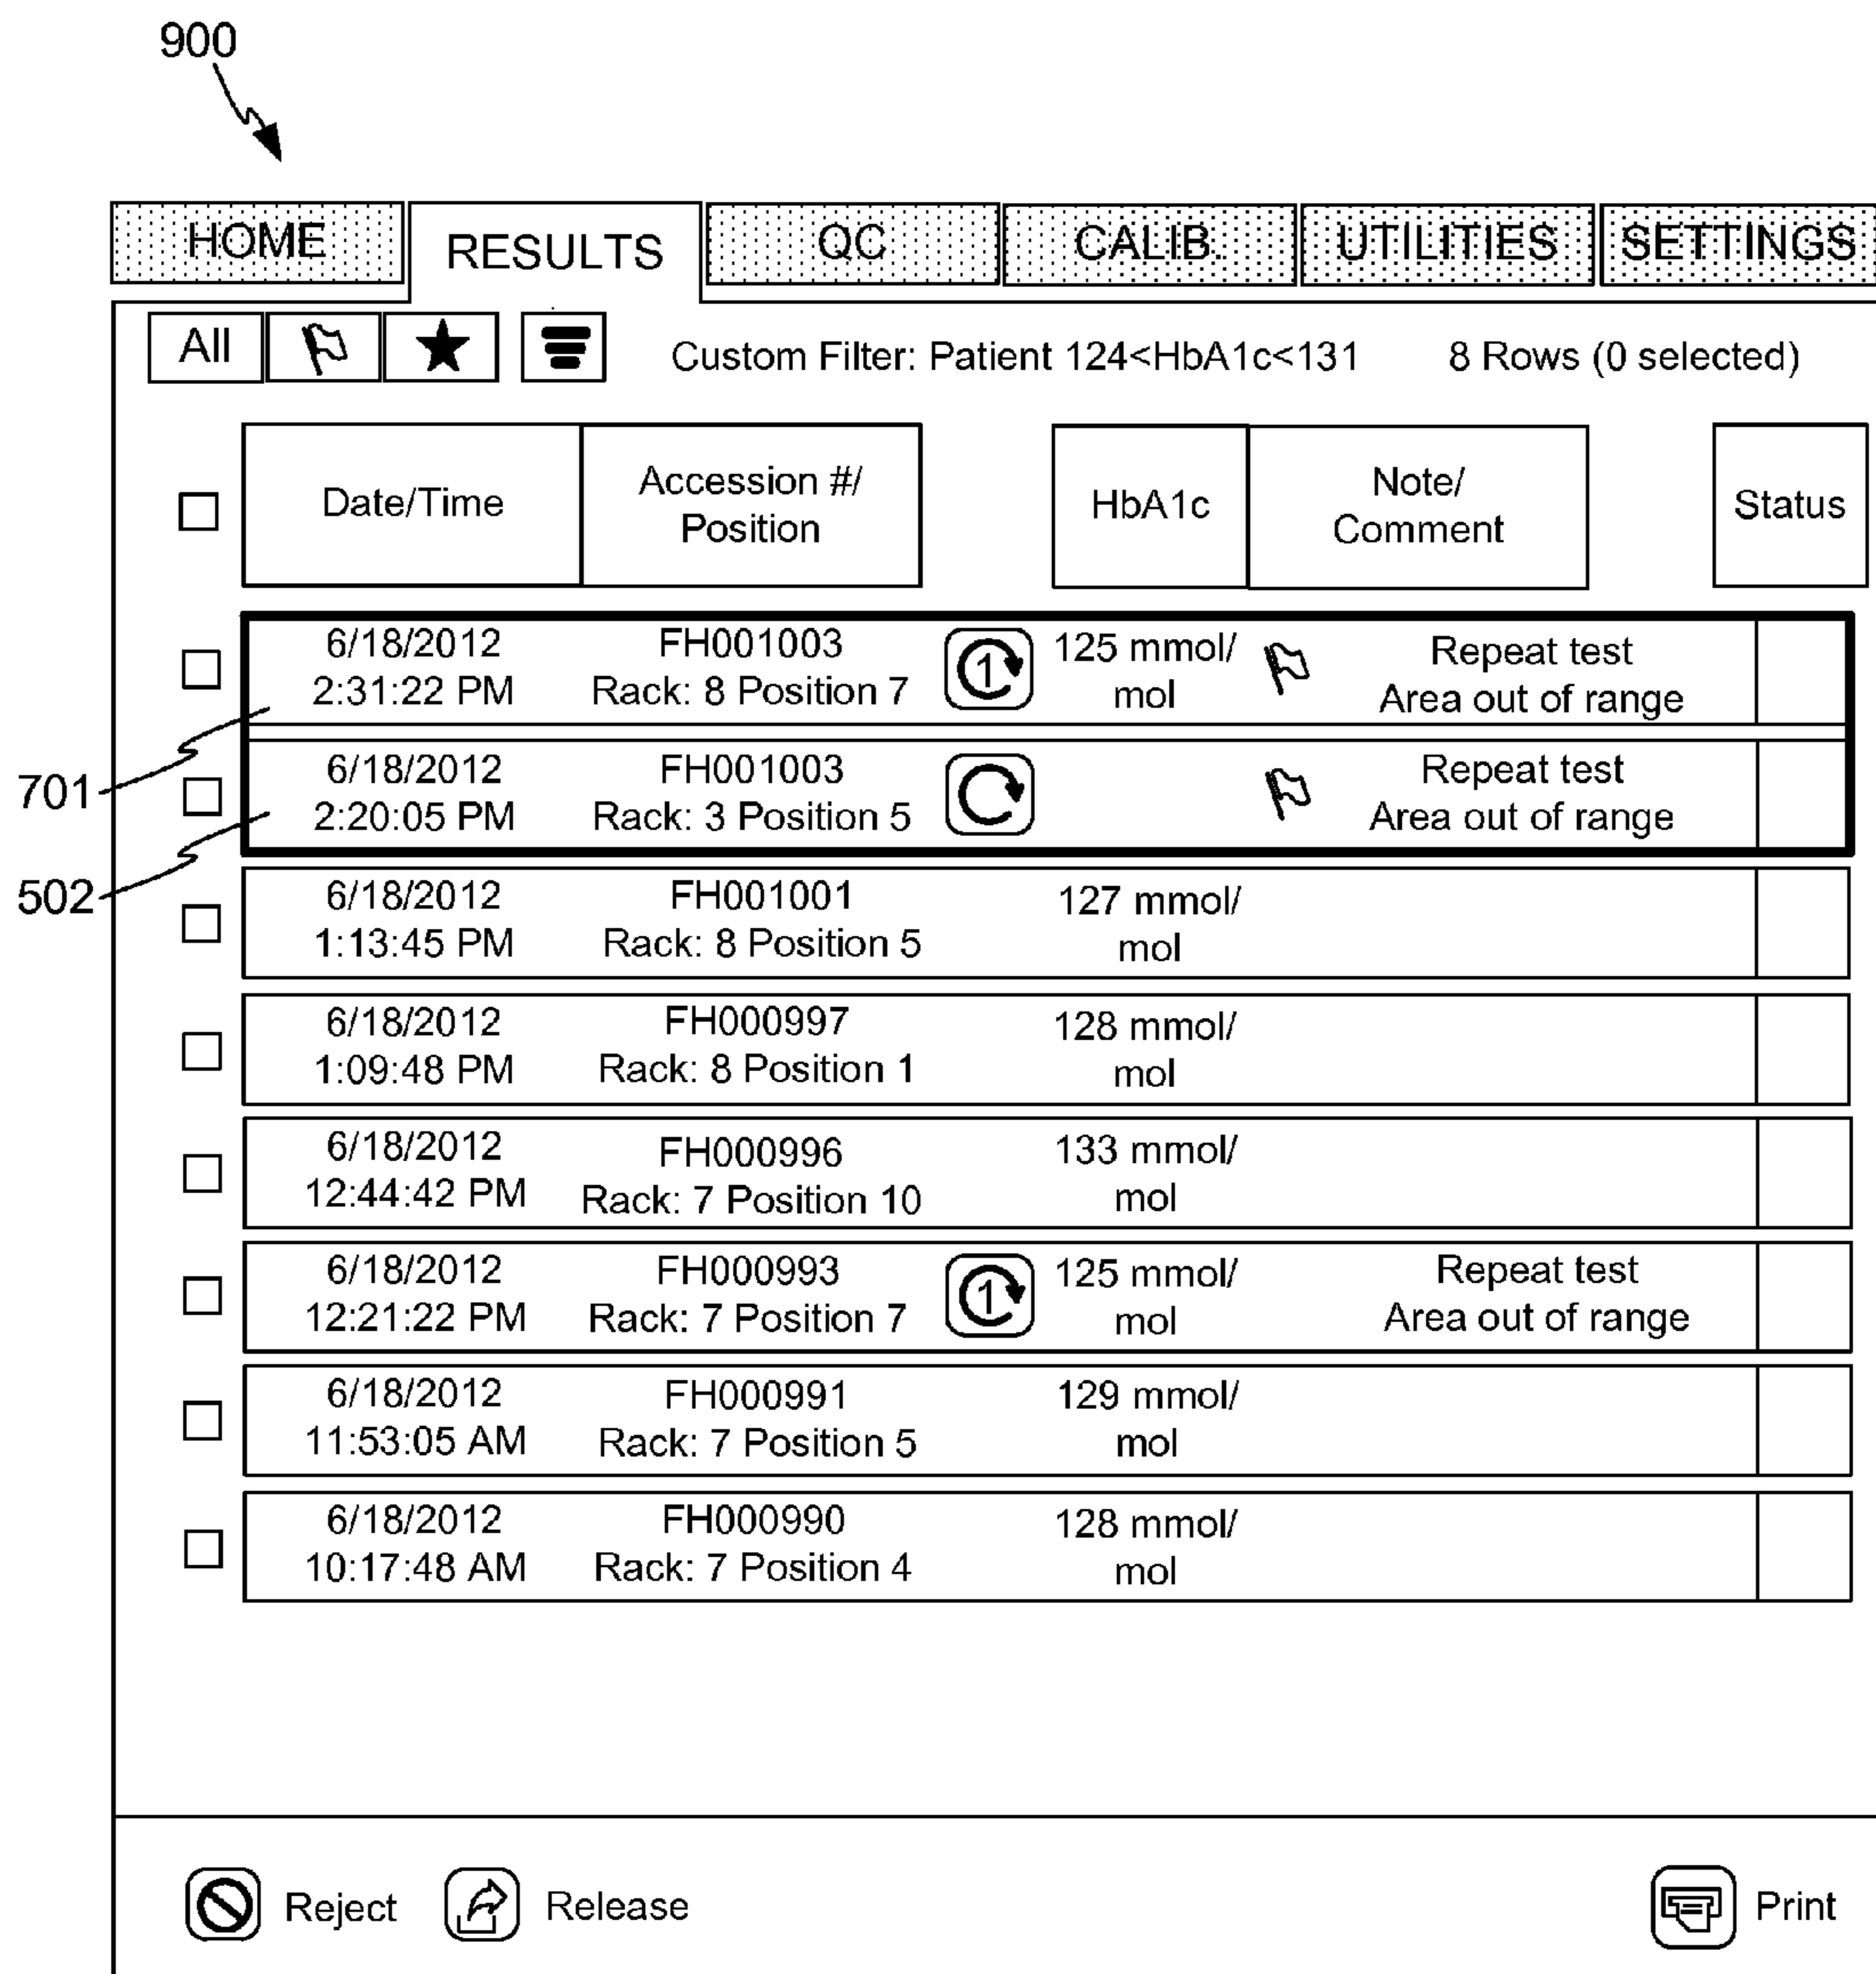 900
HOME RESULTS QC CALIB. UTILITIES SETTINGS
All Custom Filter: Patient 124<HbA1c<131 8 Rows (0 selected)
Date/Time Accession #/ Position HbA1c Note/ Comment Status
6/18/2012 FH001003 125 mmol/ Repeat test
2:31:22 PM Rack: 8 Position 7 1 mol Area out of range
701
6/18/2012 FH001003 Repeat test
2:20:05 PM Rack: 3 Position 5 Area out of range
502
6/18/2012 FH001001 127 mmol/
1:13:45 PM Rack: 8 Position 5 mol
6/18/2012 FH000997 128 mmol/
1:09:48 PM Rack: 8 Position 1 mol
6/18/2012 FH000996 133 mmol/
12:44:42 PM Rack: 7 Position 10 mol
6/18/2012 FH000993 125 mmol/ Repeat test
12:21:22 PM Rack: 7 Position 7 1 mol Area out of range
6/18/2012 FH000991 129 mmol/
11:53:05 AM Rack: 7 Position 5 mol
6/18/2012 FH000990 128 mmol/
10:17:48 AM Rack: 7 Position 4 mol
Reject Release Print